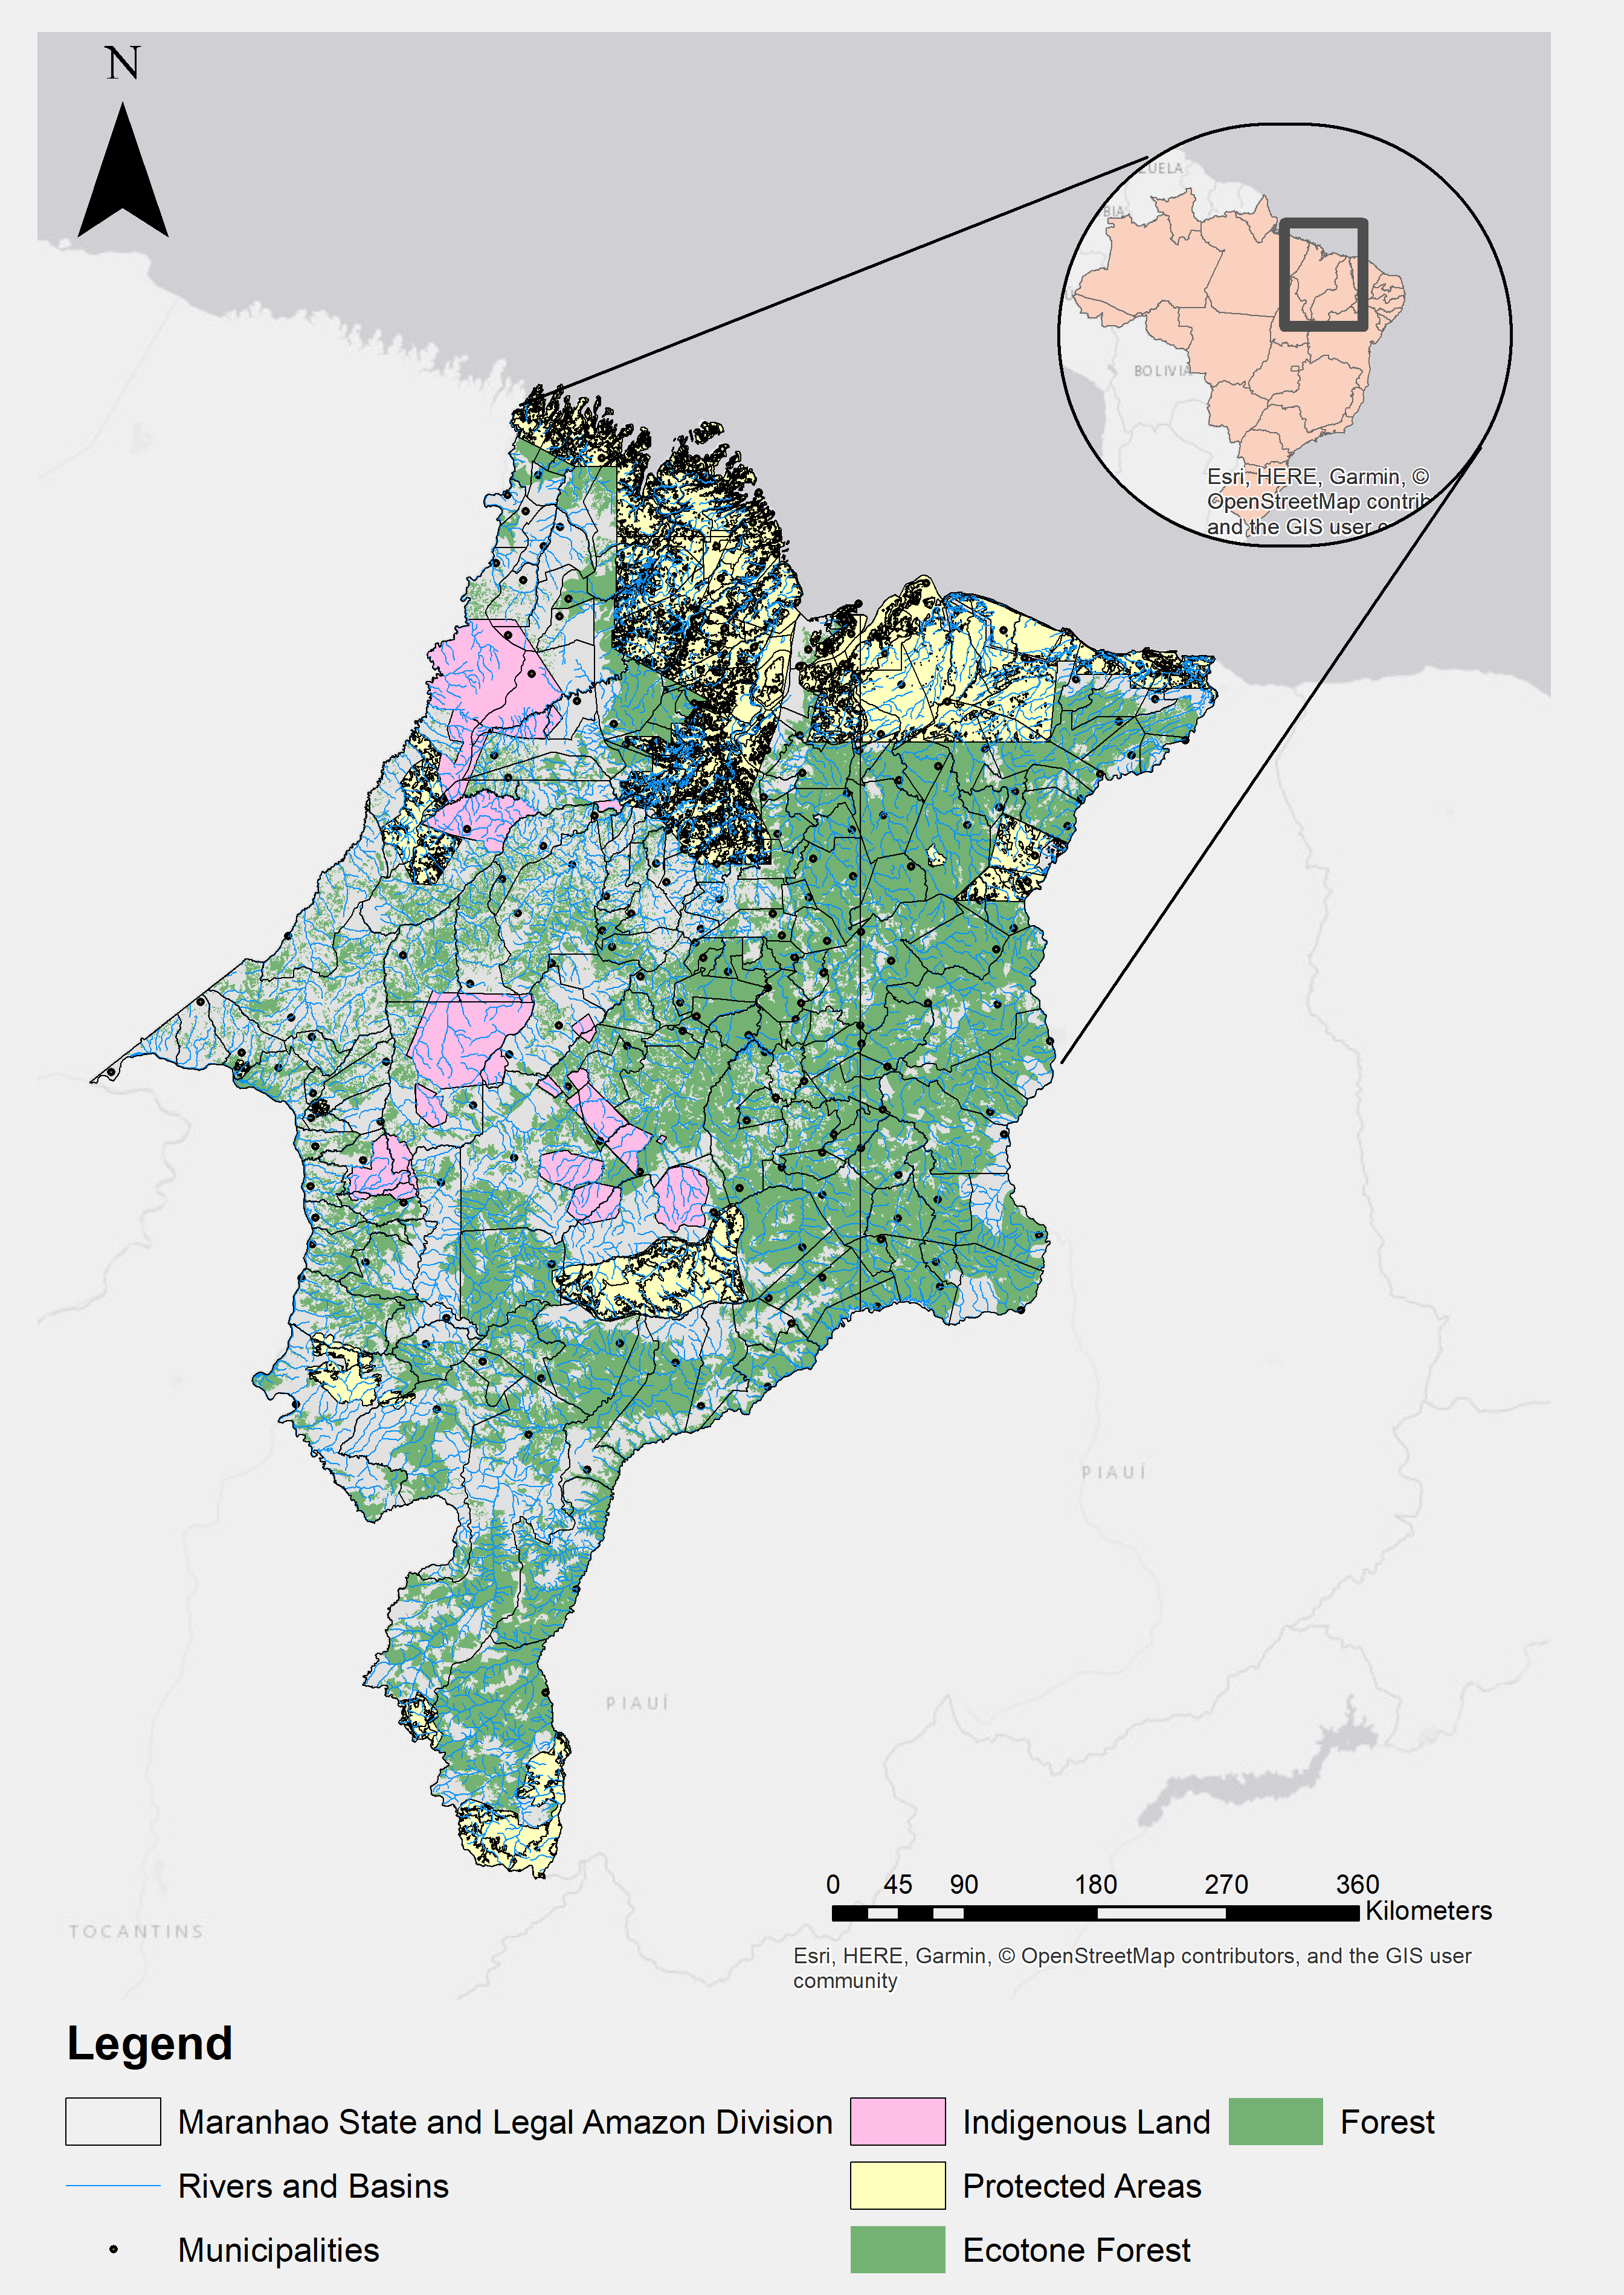 N
ZUELA
BIA
U
BOLIVIA
Esri, HERE, Garmin, ©
OpenStreetMap contrib
and the GIS user c
PIAUÍ
PIAUÍ
TOCANTINS
0 45 90 180 270 360
Kilometers
Esri, HERE, Garmin, © OpenStreetMap contributors, and the GIS user
community
Legend
Maranhao State and Legal Amazon Division
Indigenous Land
Forest
Rivers and Basins
Protected Areas
Municipalities
Ecotone Forest